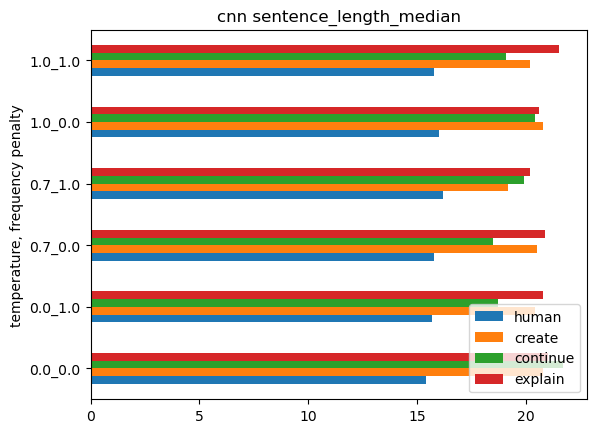 cnn sentence_length_median
temperature, frequency penalty
1.0_1.0
1.0_0.0
0.7_1.0
0.7_0.0
0.0_1.0
0.0_0.0
0
5
10
15
20
human
create
continue
explain